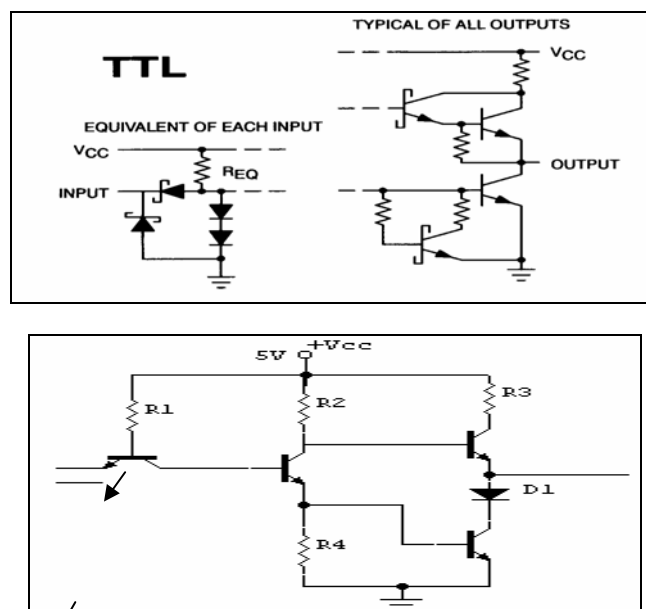 TYPICAL OF ALL OUTPUTS
VCC
TTL
EQUIVALENT OF EACH INPUT
VCC
REQ
INPUT
OUTPUT
5V +Vcc
R1
R2
R3
D1
R4